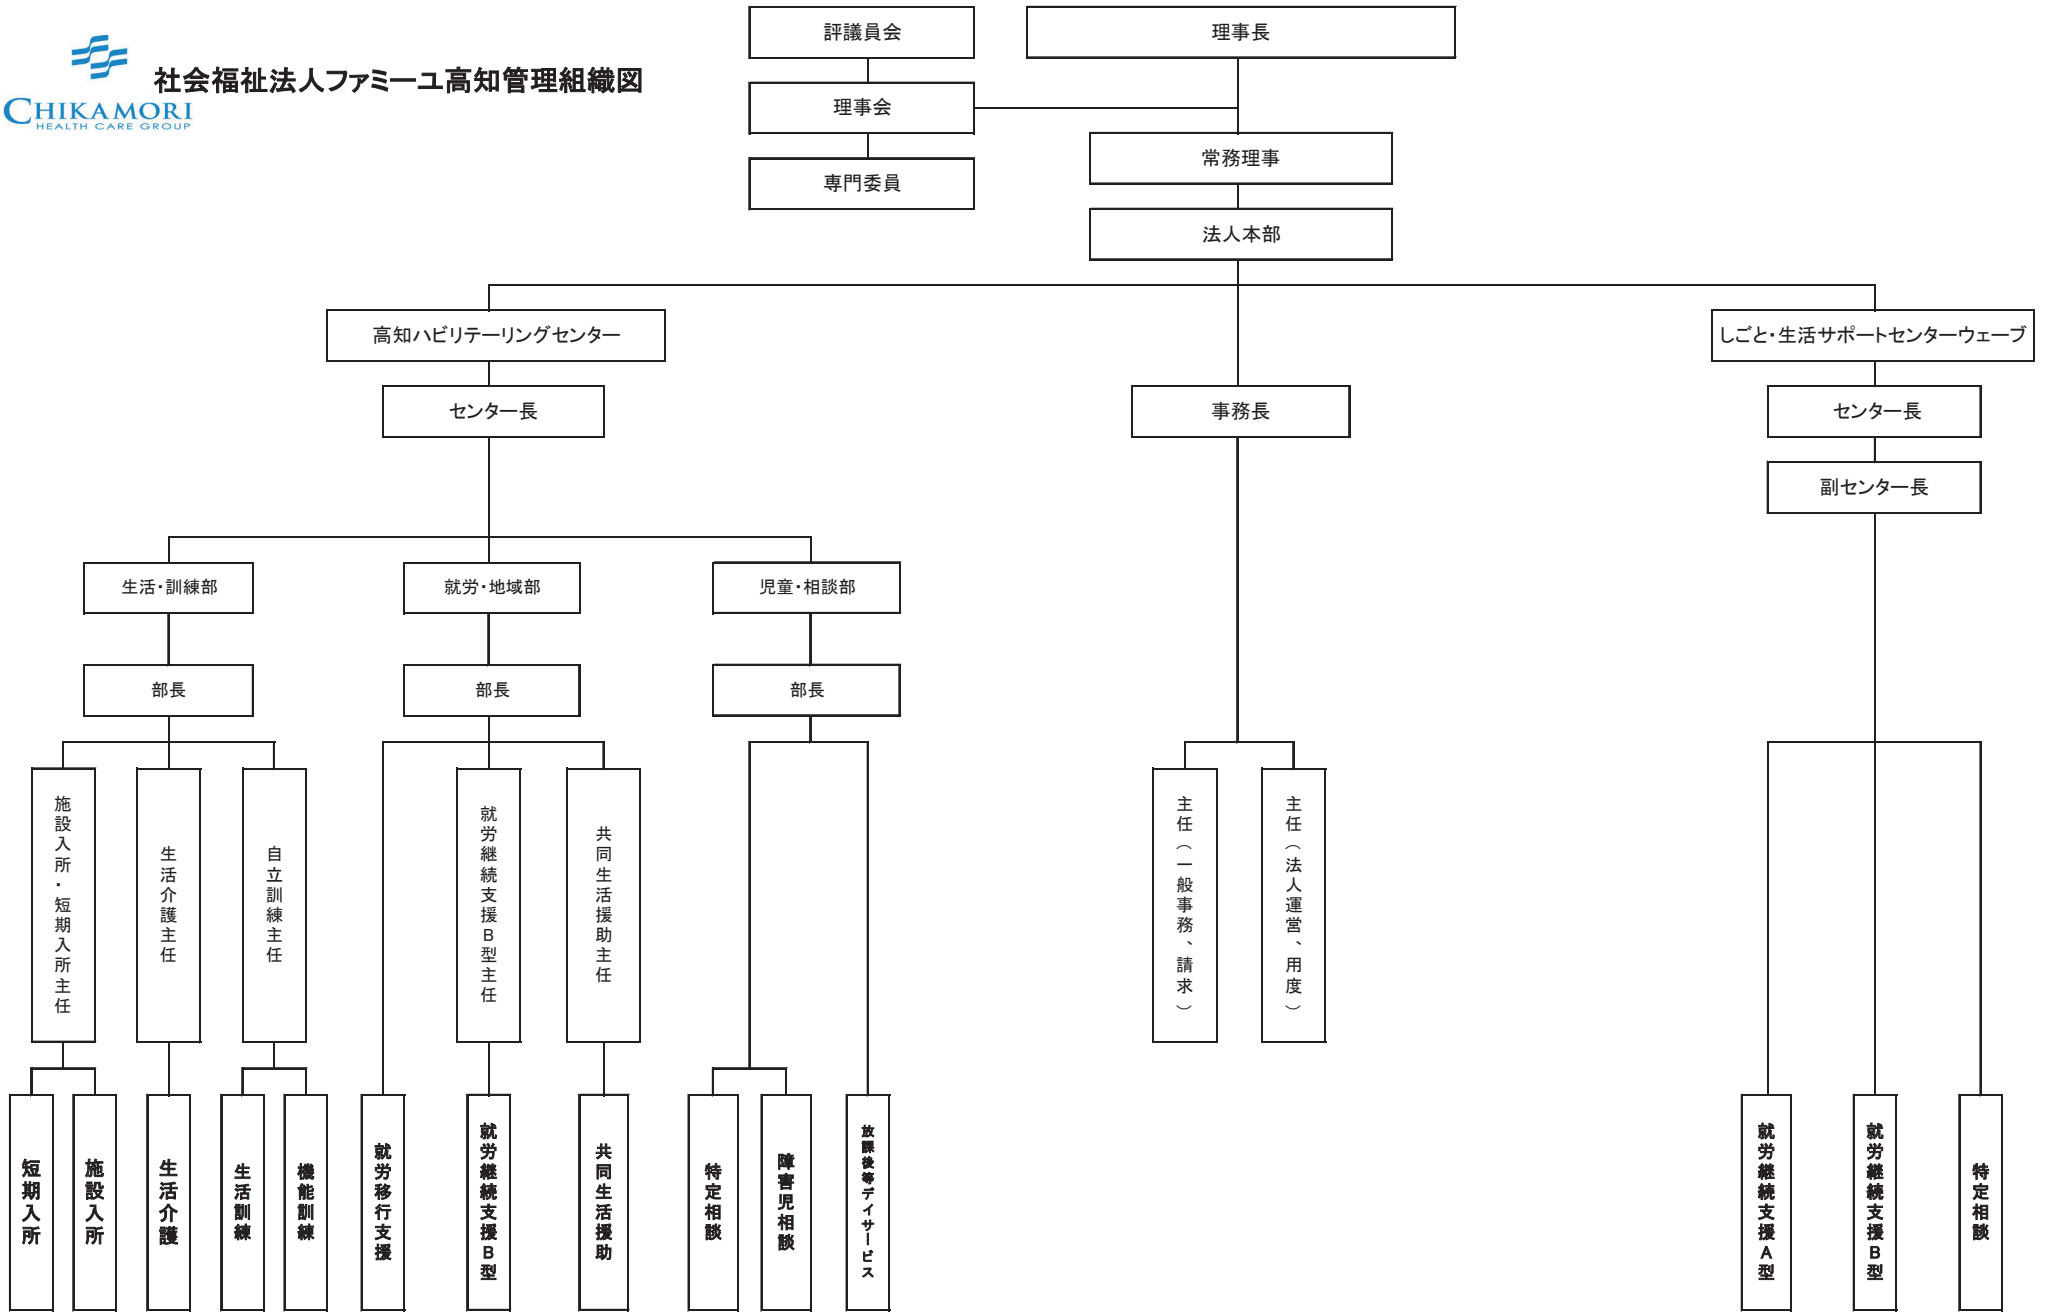 評議員会
理事長
社会福祉法人ファミーユ高知管理組織図
CHIKAMORI
HEALTH CARE GROUP
理事会
常務理事
専門委員
法人本部
高知ハビリテーリングセンター
しごと・生活サポートセンターウェーブ
センター長
事務長
センター長
副センター長
生活・訓練部
就労・地域部
児童・相談部
部長
部長
部長
施設入所・短期入所主任
生活介護主任
自立訓練主任
就労継続支援B型主任
共同生活援助主任
主任(一般事務、請求)
主任(法人運営、用度)
短期入所
施設入所
生活介護
生活訓練
機能訓練
就労移行支援
就労継続支援B型
共同生活援助
特定相談
障害児相談
放課後等デイサービス
就労継続支援A型
就労継続支援B型
特定相談